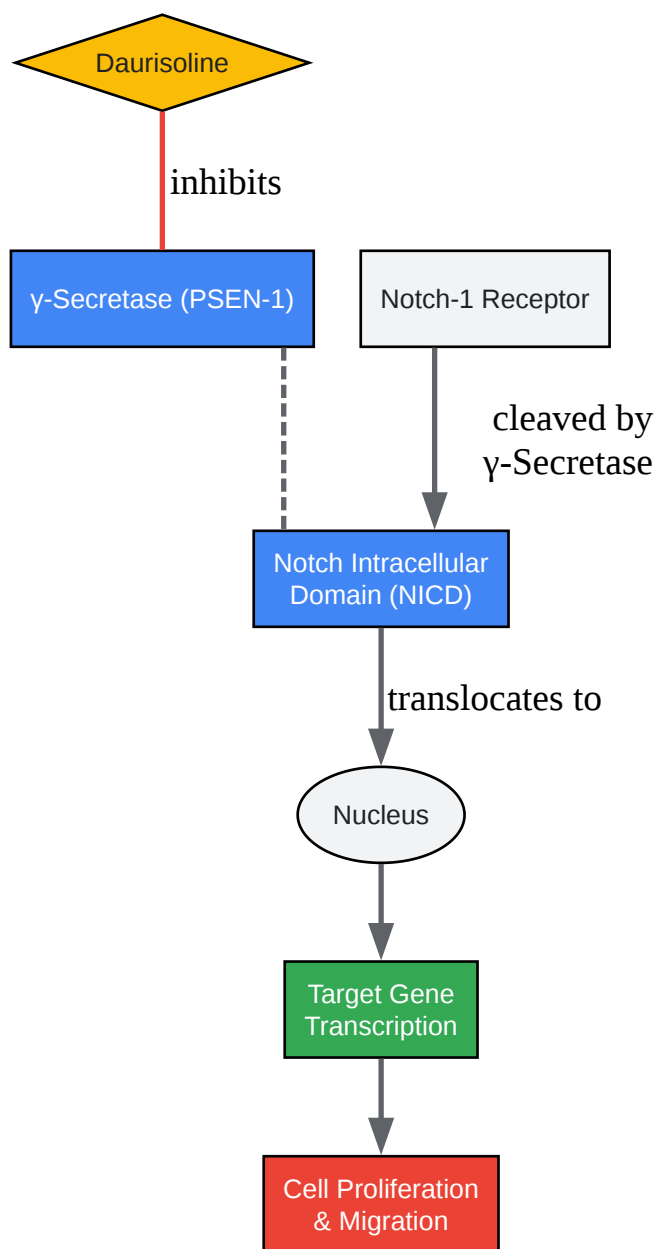 Daurisoline
inhibits
γ-Secretase (PSEN-1)
Notch-1 Receptor
cleaved by
γ-Secretase
Notch Intracellular
Domain (NICD)
translocates to
Nucleus
Target Gene
Transcription
Cell Proliferation
& Migration